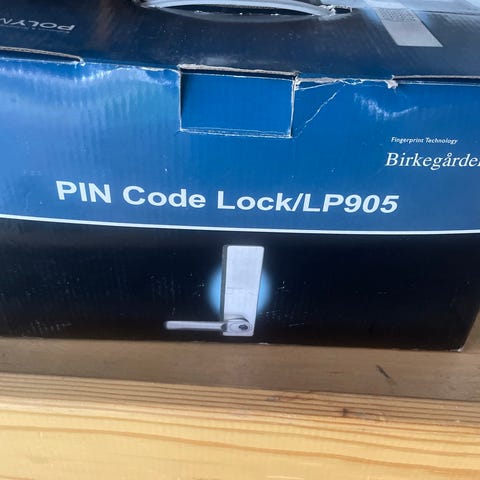 Fingerprint Technology
Birkegården
PIN Code Lock/LP905